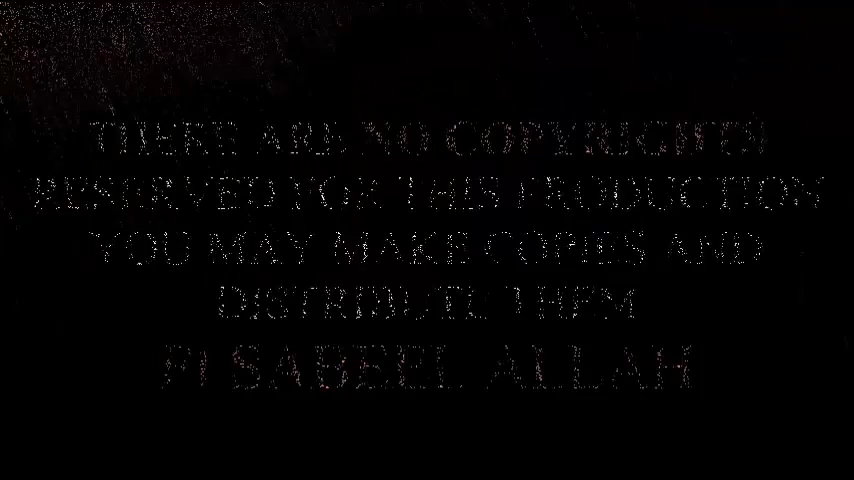 THERE ARE NO COPYRIGHTS
RESERVED FOR THIS PRODUCTION
YOU MAY MAKE COPIES AND
DISTRIBUTE THEM
FI SABEEL ALLAH